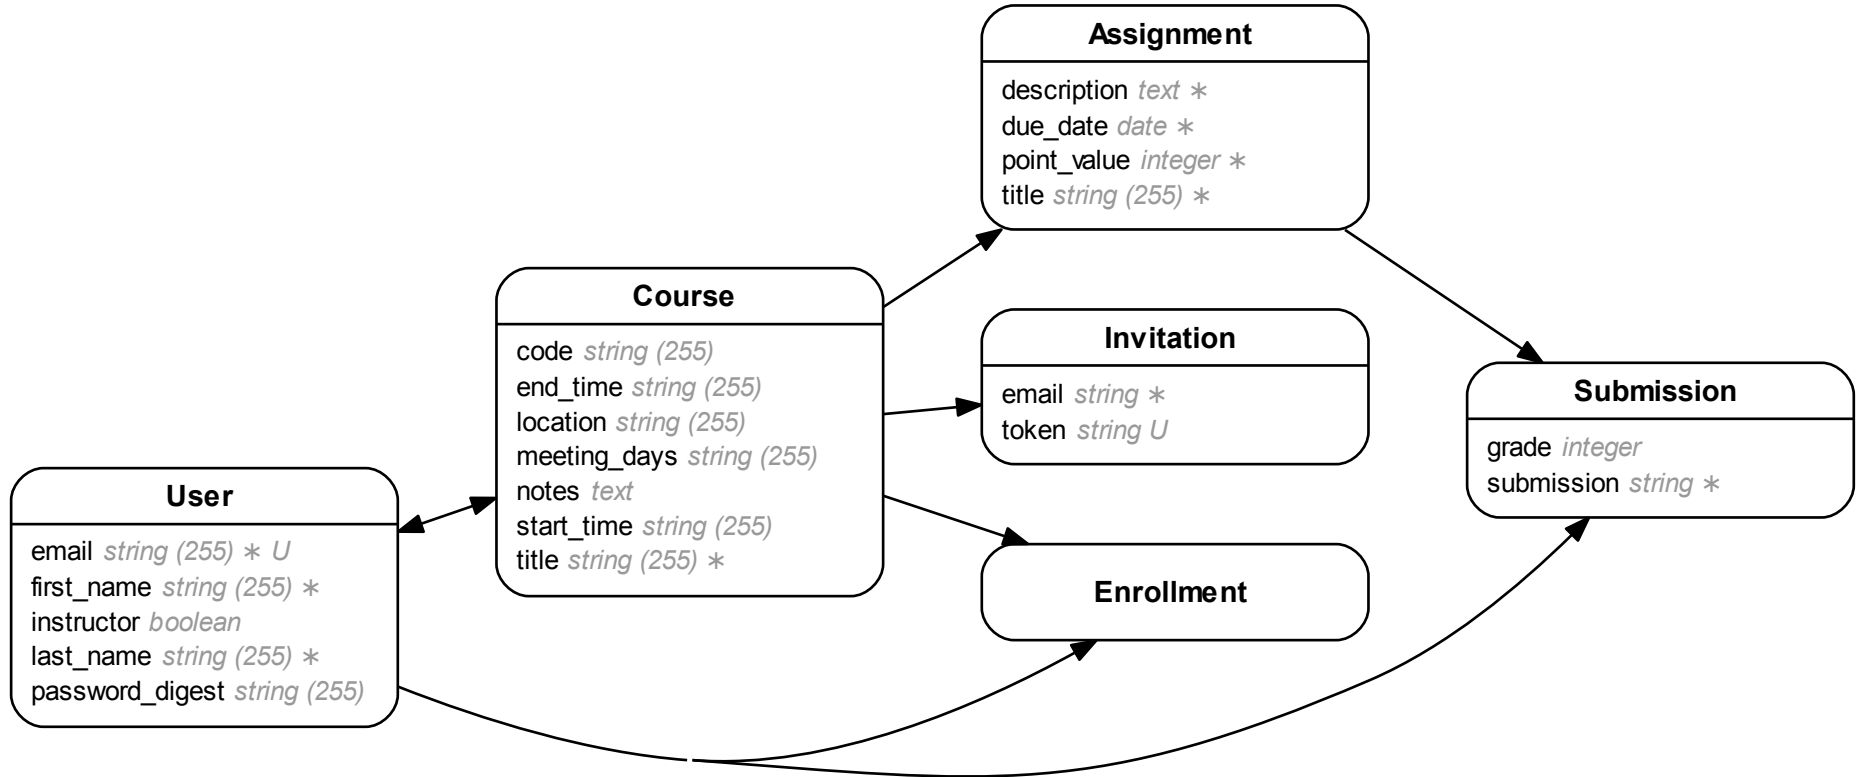 Assignment
description text ∗
due_date date ∗
point_value integer ∗
title string (255) ∗
Course
code string (255)
end_time string (255)
location string (255)
meeting_days string (255)
notes text
start_time string (255)
title string (255) ∗
Invitation
email string ∗
token string U
Submission
grade integer
submission string ∗
User
email string (255) ∗ U
first_name string (255) ∗
instructor boolean
last_name string (255) ∗
password_digest string (255)
Enrollment